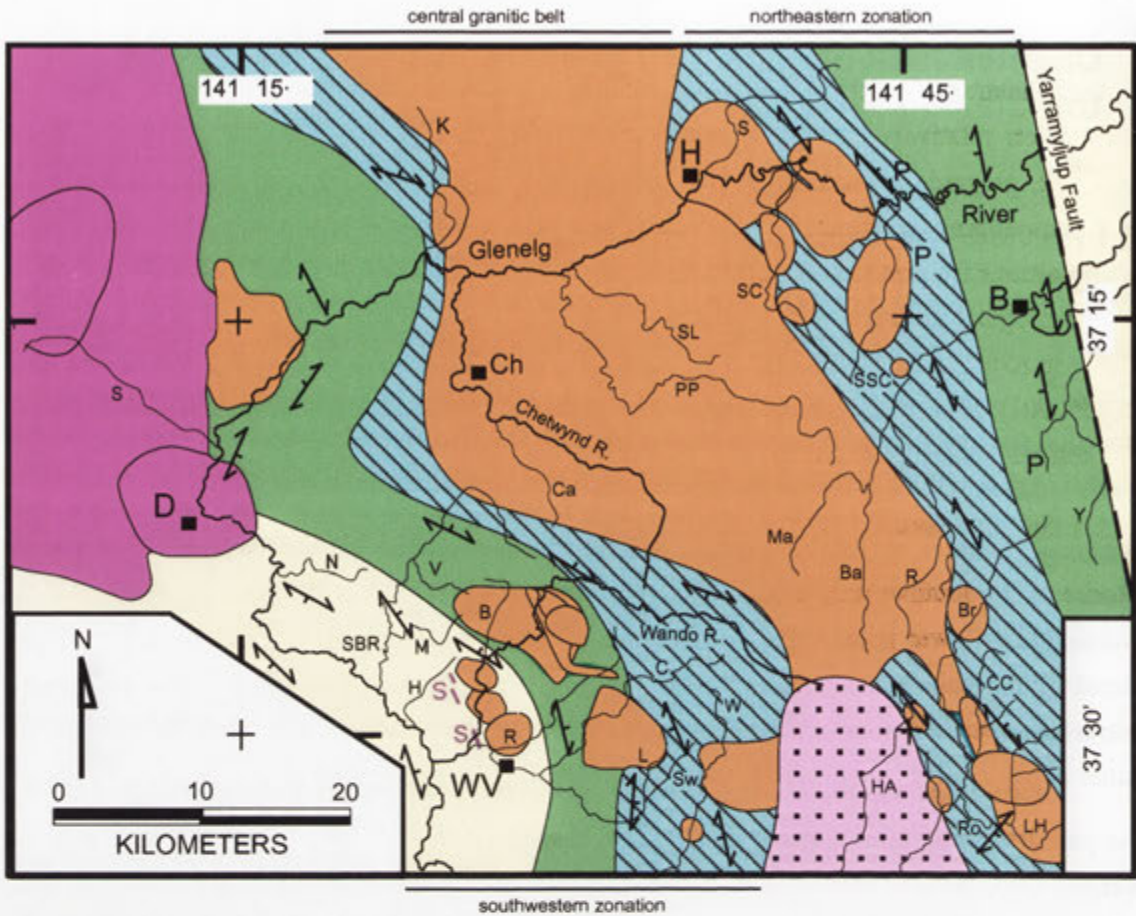 central granitic belt
northeastern zonation
141 15·
141 45·
K
S
H
P
River
Yarramyljup Fault
Glenelg
P
B
37 15'
SC
SL
S
Ch
PP
SSC
Chetwynd R.
P
D
Ca
Y
Ma
N
V
Ba
R
B
Br
SBR
M
Wando R.
C
H
S
CC
W
S
R
L
WV
Sw
HA
37 30'
Ro
LH
N
0 10 20
KILOMETERS
southwestern zonation